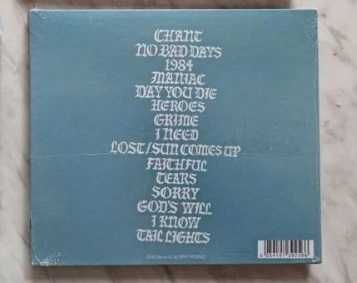 CHANT
NO BAD DAYS
1984
MANIAC
DAY YOU DIE
HEROES
GRIME
I NEED
LOST/SUN COMES UP
FAITHFUL
TEARS
SORRY
GOD'S WILL
I KNOW
TAIL LIGHTS